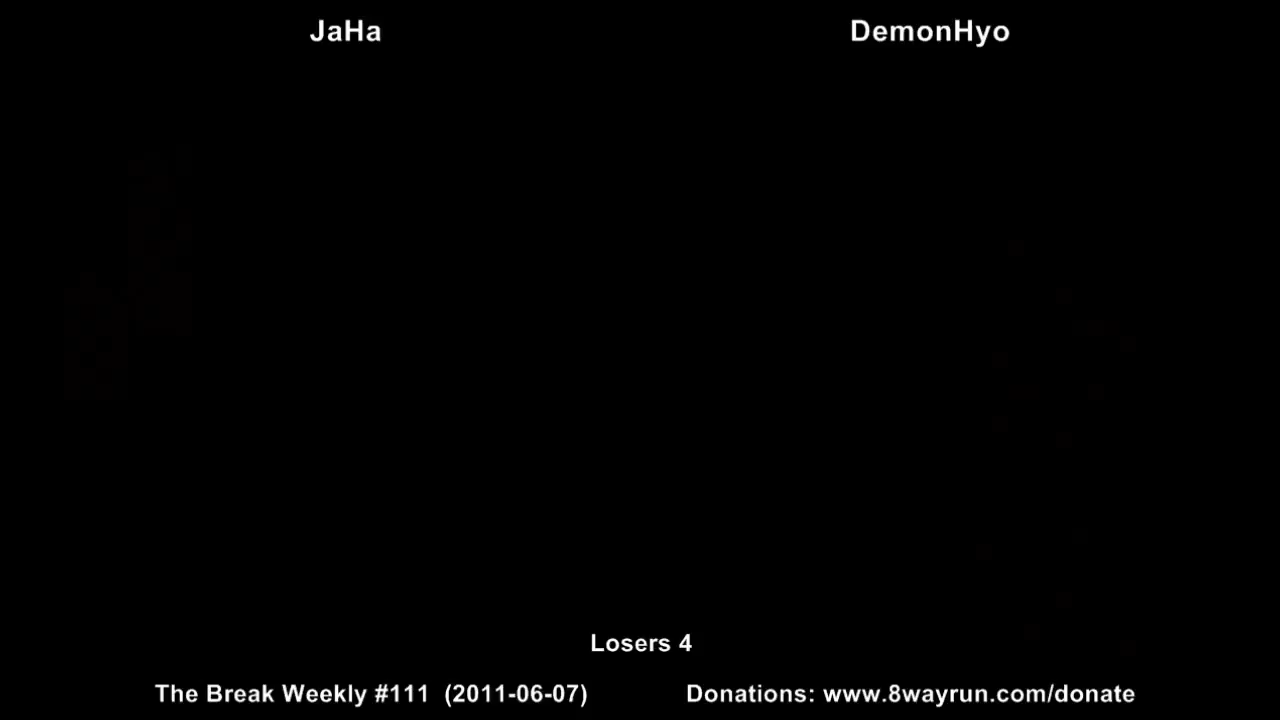 JaHa DemonHyo
Losers 4
The Break Weekly #111 (2011-06-07) Donations: www.8wayrun.com/donate